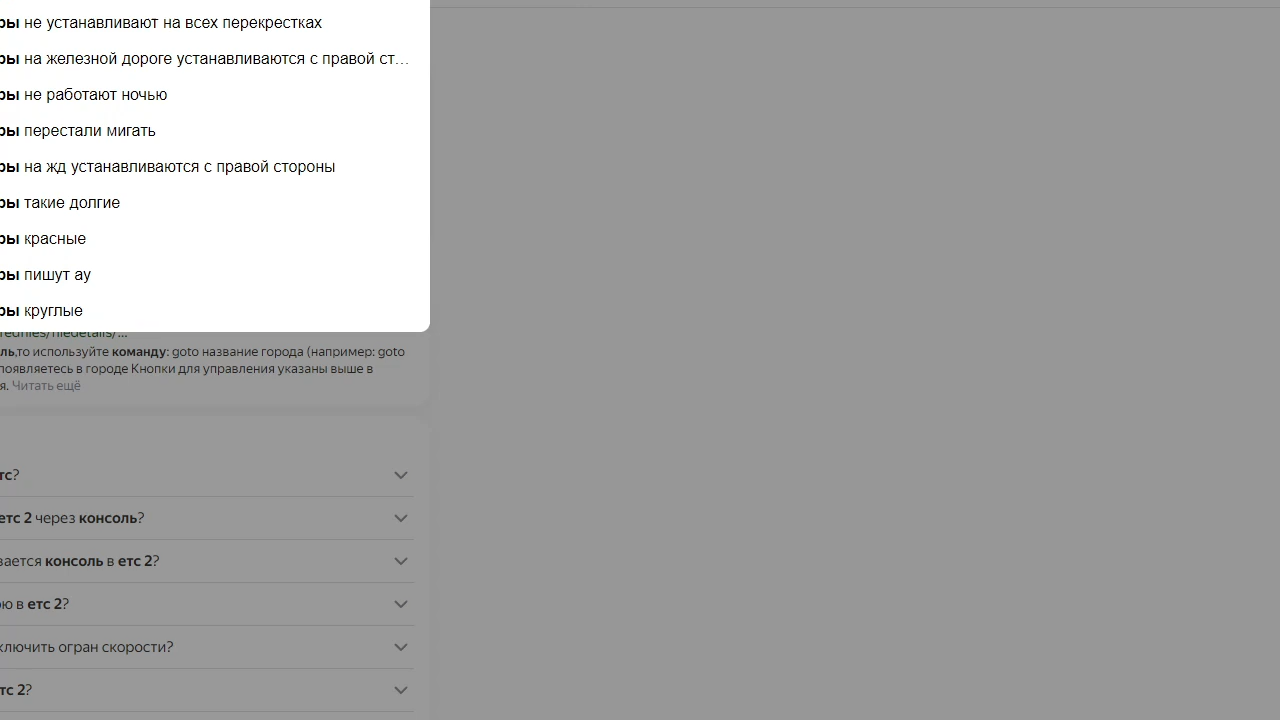 ры не устанавливают на всех перекрестках
ры на железной дороге устанавливаются с правой ст...
ры не работают ночью
ры перестали мигать
ры на жд устанавливаются с правой стороны
ры такие долгие
ры красные
ры пишут ау
ры круглые
редfiles/filedetails/...
ль,то используйте команду: goto название города (например: goto
появляетесь в городе Кнопки для управления указаны выше в
я. Читать ещё
тс?
етс 2 через консоль?
вается консоль в етс 2?
ою в етс 2?
ключить огран скорости?
тс 2?